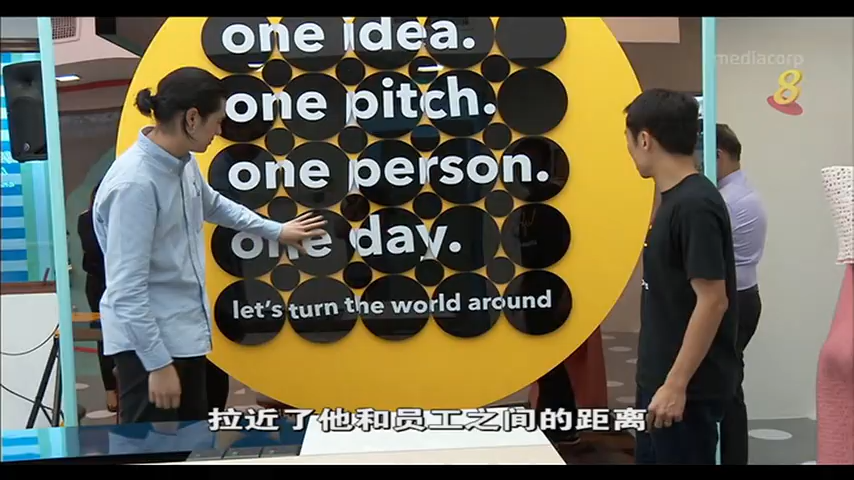 mediacorp
8
one idea.
one pitch.
one person.
one day.
let's turn the world around
拉近了他和员工之间的距离